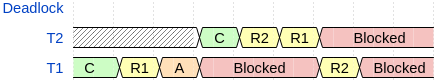 Deadlock
T2 C R2 R1 Blocked
T1 C R1 A Blocked R2 Blocked